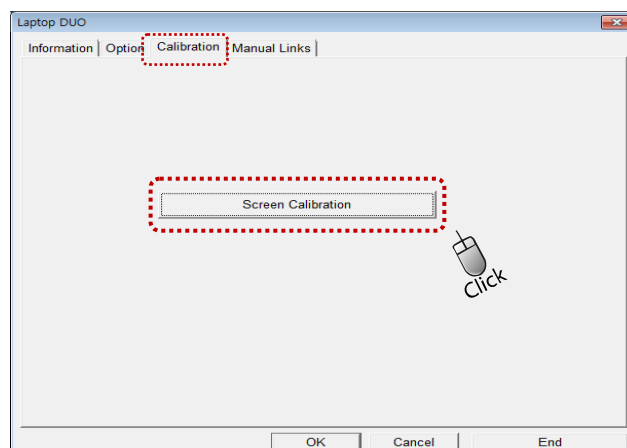 Laptop DUO
Information Option Calibration Manual Links
Screen Calibration
Click
OK Cancel End